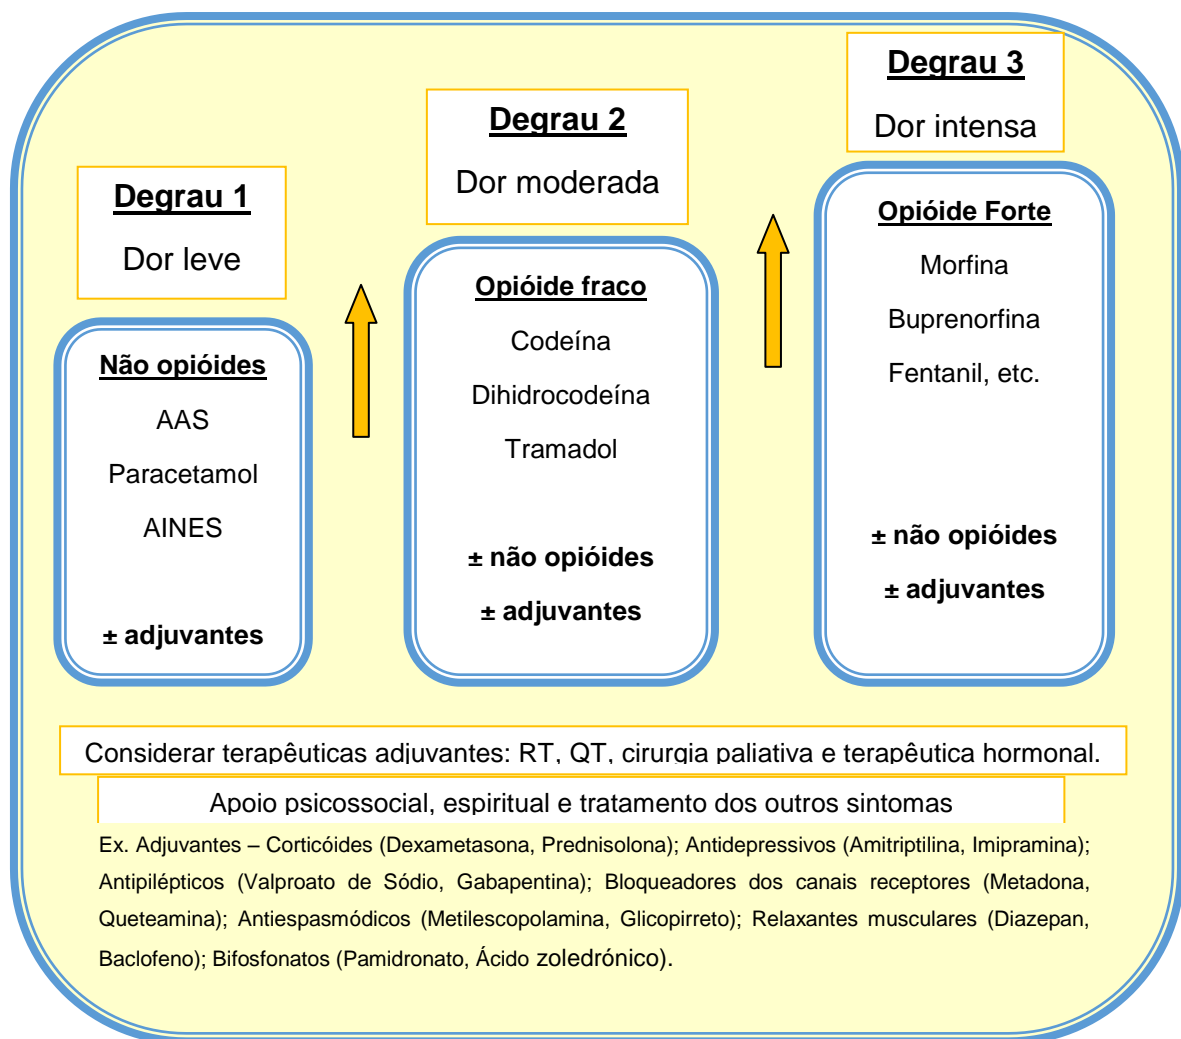 Degrau 1
Dor leve
Não opióides
AAS
Paracetamol
AINES
± adjuvantes
Degrau 2
Dor moderada
Opióide fraco
Codeína
Dihidrocodeína
Tramadol
± não opióides
± adjuvantes
Degrau 3
Dor intensa
Opióide Forte
Morfina
Buprenorfina
Fentanil, etc.
± não opióides
± adjuvantes
Considerar terapêuticas adjuvantes: RT, QT, cirurgia paliativa e terapêutica hormonal.
Apoio psicossocial, espiritual e tratamento dos outros sintomas
Ex. Adjuvantes – Corticóides (Dexametasona, Prednisolona); Antidepressivos (Amitriptilina, Imipramina);
Antipilépticos (Valproato de Sódio, Gabapentina); Bloqueadores dos canais receptores (Metadona,
Queteamina); Antiespasmódicos (Metilescopolamina, Glicopirreto); Relaxantes musculares (Diazepan,
Baclofeno); Bifosfonatos (Pamidronato, Ácido zoledrónico).